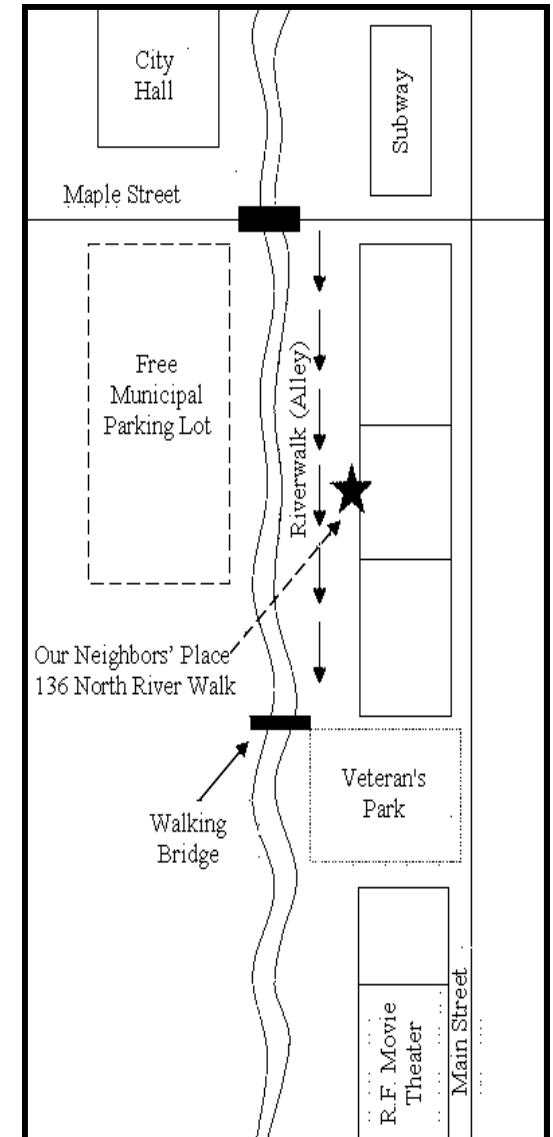 City
Hall
Subway
Maple Street
Free
Municipal
Parking Lot
Riverwalk (Alley)
Our Neighbors' Place
136 North River Walk
Veteran's
Park
Walking
Bridge
R.F. Movie
Theater
Main Street